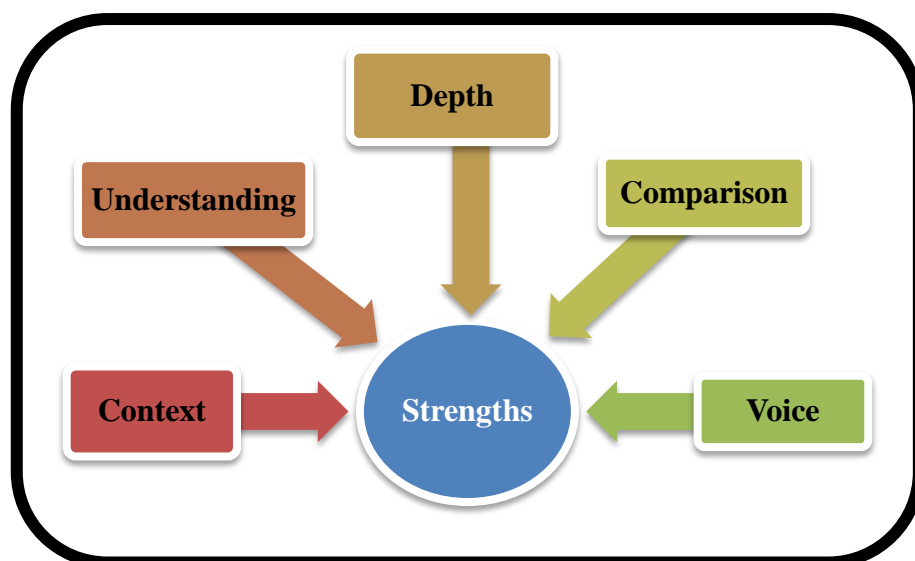 Depth
Understanding
Comparison
Context
Strengths
Voice